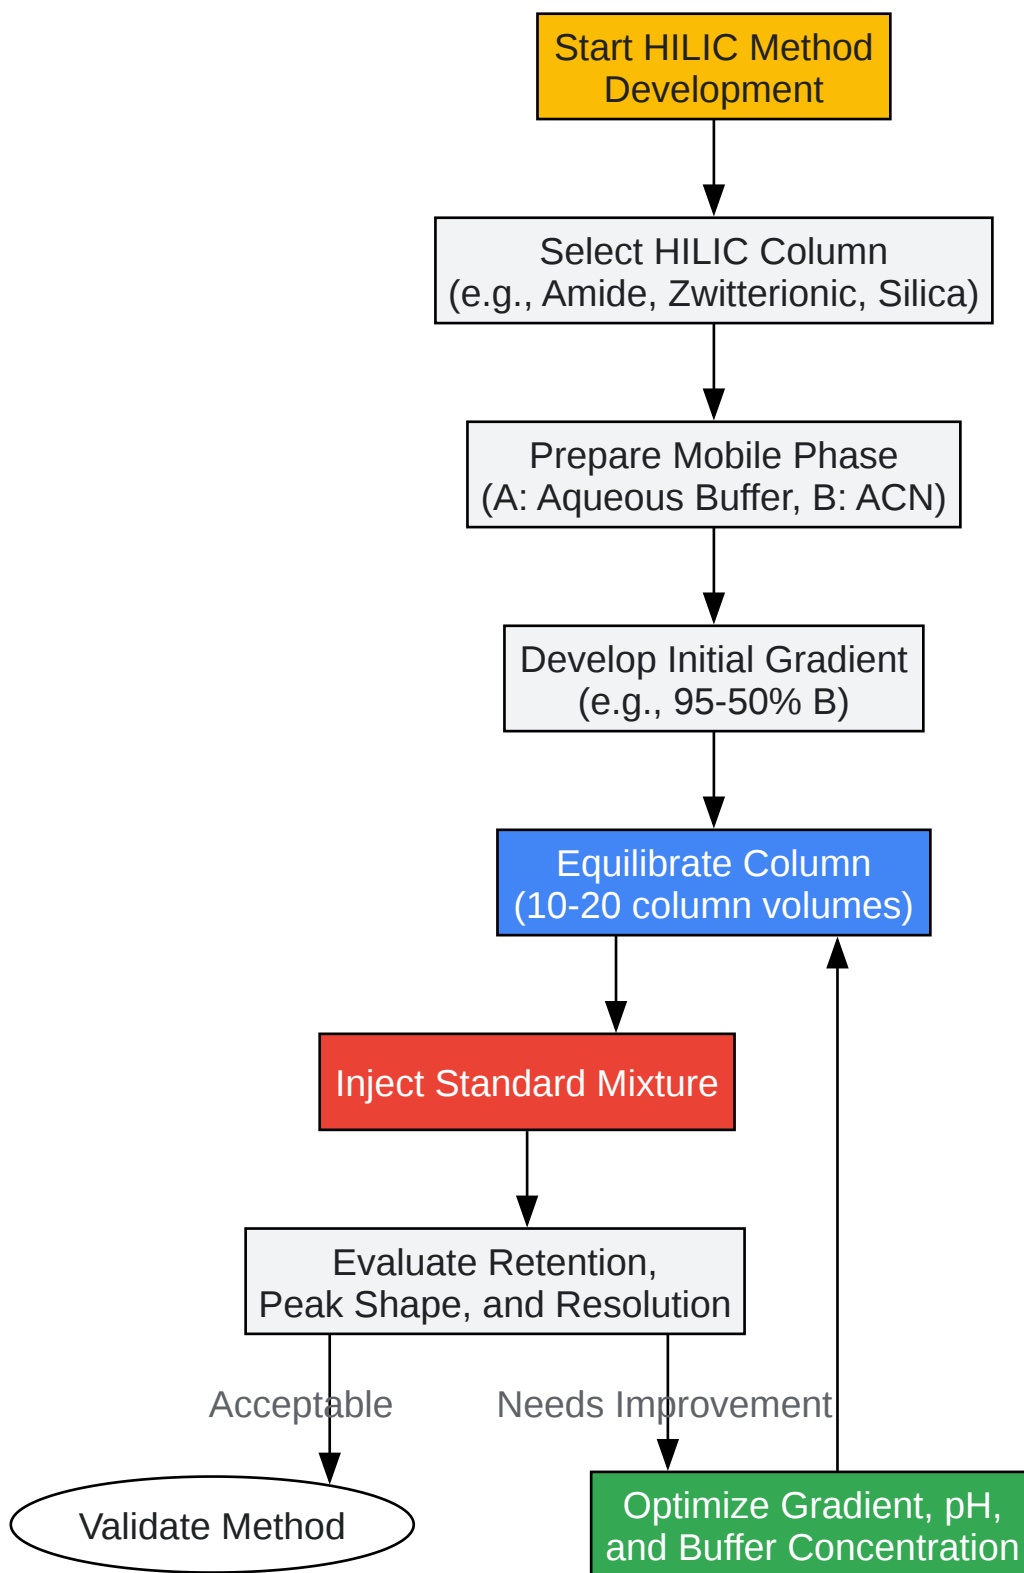 Start HILIC Method
Development
Select HILIC Column
(e.g., Amide, Zwitterionic, Silica)
Prepare Mobile Phase
(A: Aqueous Buffer, B: ACN)
Develop Initial Gradient
(e.g., 95-50% B)
Equilibrate Column
(10-20 column volumes)
Inject Standard Mixture
Evaluate Retention,
Peak Shape, and Resolution
Acceptable
Needs Improvement
Validate Method
Optimize Gradient, pH,
and Buffer Concentration